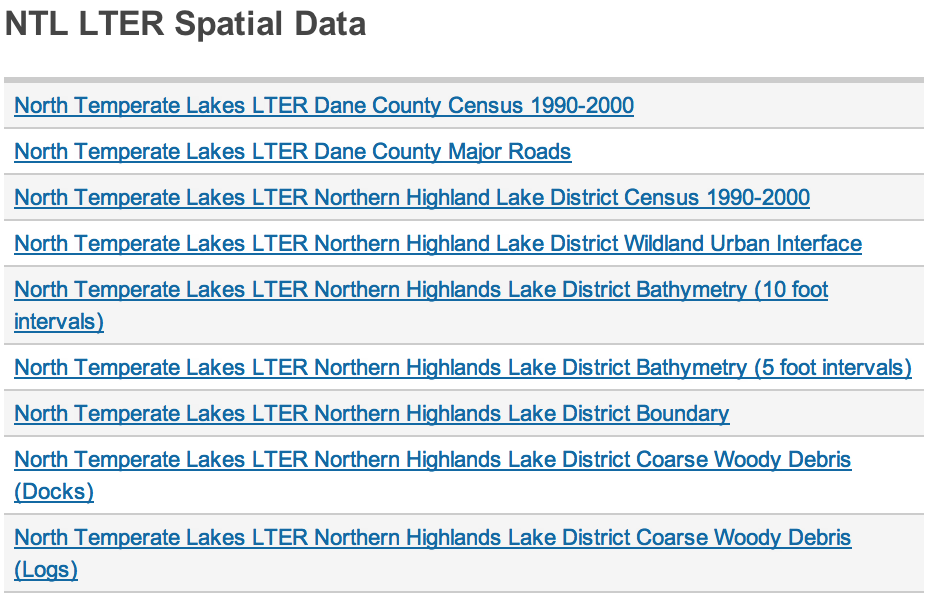 NTL LTER Spatial Data
North Temperate Lakes LTER Dane County Census 1990-2000
North Temperate Lakes LTER Dane County Major Roads
North Temperate Lakes LTER Northern Highland Lake District Census 1990-2000
North Temperate Lakes LTER Northern Highland Lake District Wildland Urban Interface
North Temperate Lakes LTER Northern Highlands Lake District Bathymetry (10 foot
intervals)
North Temperate Lakes LTER Northern Highlands Lake District Bathymetry (5 foot intervals)
North Temperate Lakes LTER Northern Highlands Lake District Boundary
North Temperate Lakes LTER Northern Highlands Lake District Coarse Woody Debris
(Docks)
North Temperate Lakes LTER Northern Highlands Lake District Coarse Woody Debris
(Logs)